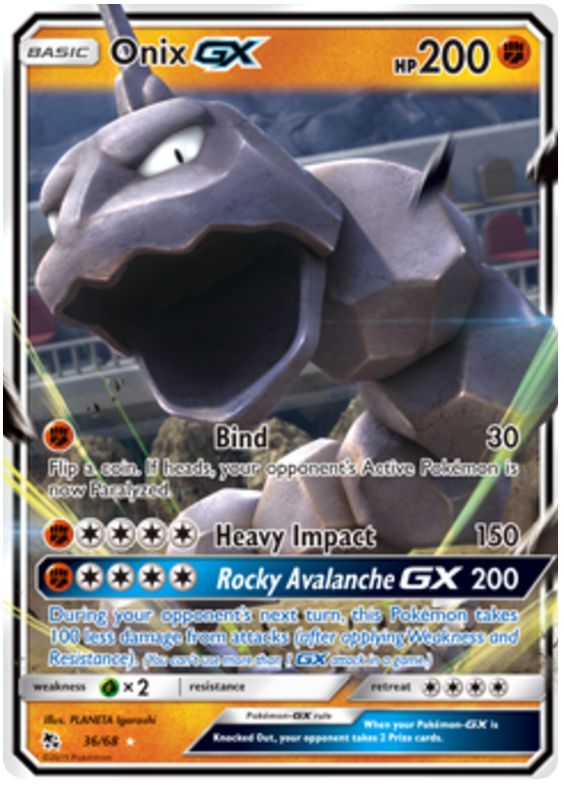 BASIC Onix GX HP200
Bind 30
Flip a coin. If heads, your opponent's Active Pokémon is
now Paralyzed.
Heavy Impact 150
Rocky Avalanche GX 200
During your opponent's next turn, this Pokémon takes
100 less damage from attacks (after applying Weakness and
Resistance). (You can't use more than 1 GX attack in a game.)
weakness ×2 resistance retreat
Illus. PLANETA Igarashi
Pokémon-GX rule
When your Pokémon-GX is
Knocked Out, your opponent takes 2 Prize cards.
36/68
©2019 Pokémon